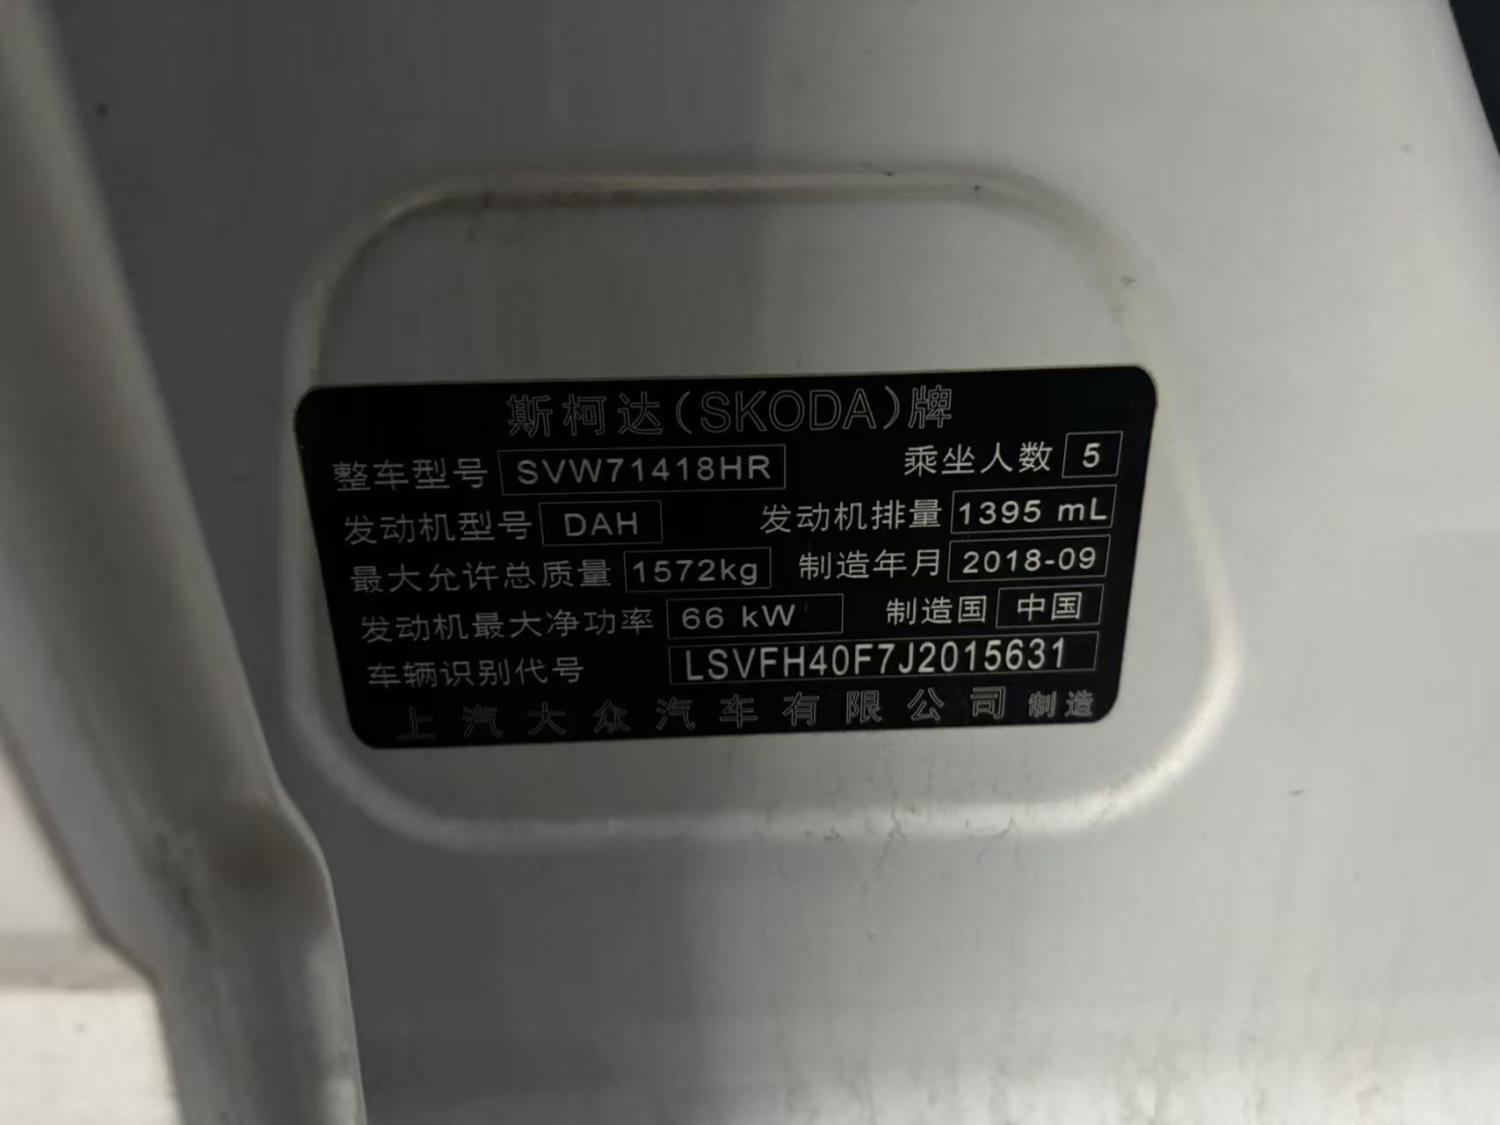 斯柯达(SKODA)牌
整车型号 SVW71418HR 乘坐人数 5
发动机型号 DAH 发动机排量 1395 mL
最大允许总质量 1572kg 制造年月 2018-09
发动机最大净功率 66 kW 制造国 中国
车辆识别代号 LSVFH40F7J2015631
上汽大众汽车有限公司 制造